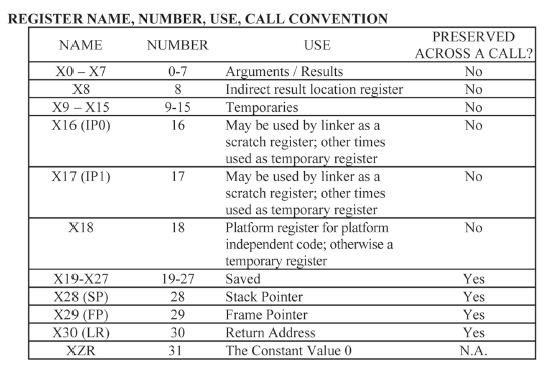 REGISTER NAME, NUMBER, USE, CALL CONVENTION
NAME NUMBER USE PRESERVED ACROSS A CALL?
X0 – X7 0-7 Arguments / Results No
X8 8 Indirect result location register No
X9 – X15 9-15 Temporaries No
X16 (IP0) 16 May be used by linker as a No
scratch register; other times
used as temporary register
X17 (IP1) 17 May be used by linker as a No
scratch register; other times
used as temporary register
X18 18 Platform register for platform No
independent code; otherwise a
temporary register
X19-X27 19-27 Saved Yes
X28 (SP) 28 Stack Pointer Yes
X29 (FP) 29 Frame Pointer Yes
X30 (LR) 30 Return Address Yes
XZR 31 The Constant Value 0 N.A.